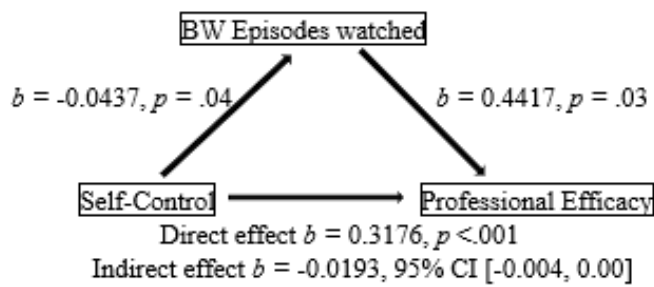 BW Episodes watched
b = -0.0437, p = .04
b = 0.4417, p = .03
Self-Control
Professional Efficacy
Direct effect b = 0.3176, p <.001
Indirect effect b = -0.0193, 95% CI [-0.004, 0.00]